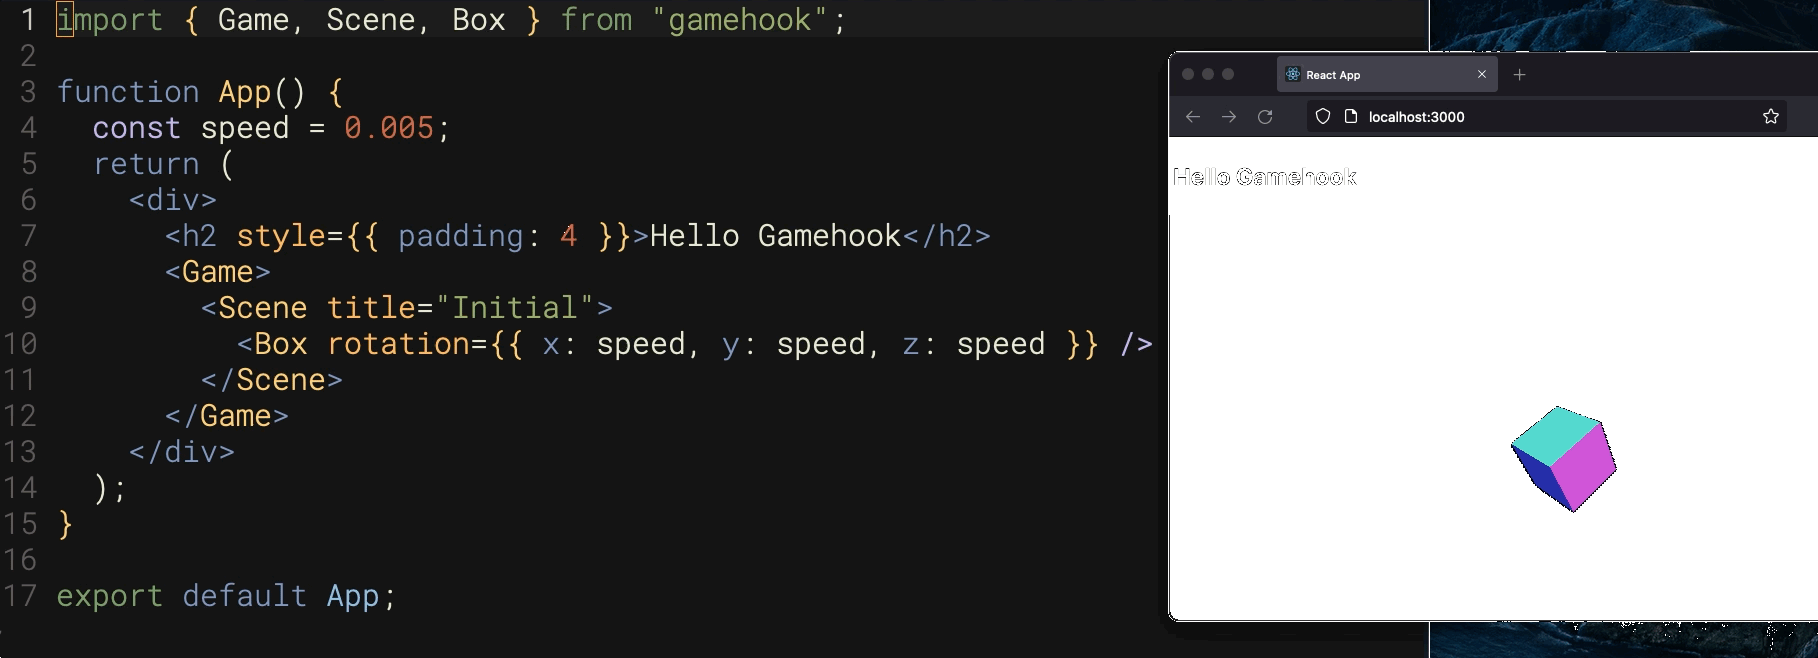 1 import { Game, Scene, Box } from "gamehook";
2
3 function App() {
4   const speed = 0.005;
5   return (
6     <div>
7       <h2 style={{ padding: 4 }}>Hello Gamehook</h2>
8       <Game>
9         <Scene title="Initial">
10           <Box rotation={{ x: speed, y: speed, z: speed }} />
11         </Scene>
12       </Game>
13     </div>
14   );
15 }
16
17 export default App;
React App
localhost:3000
Hello Gamehook